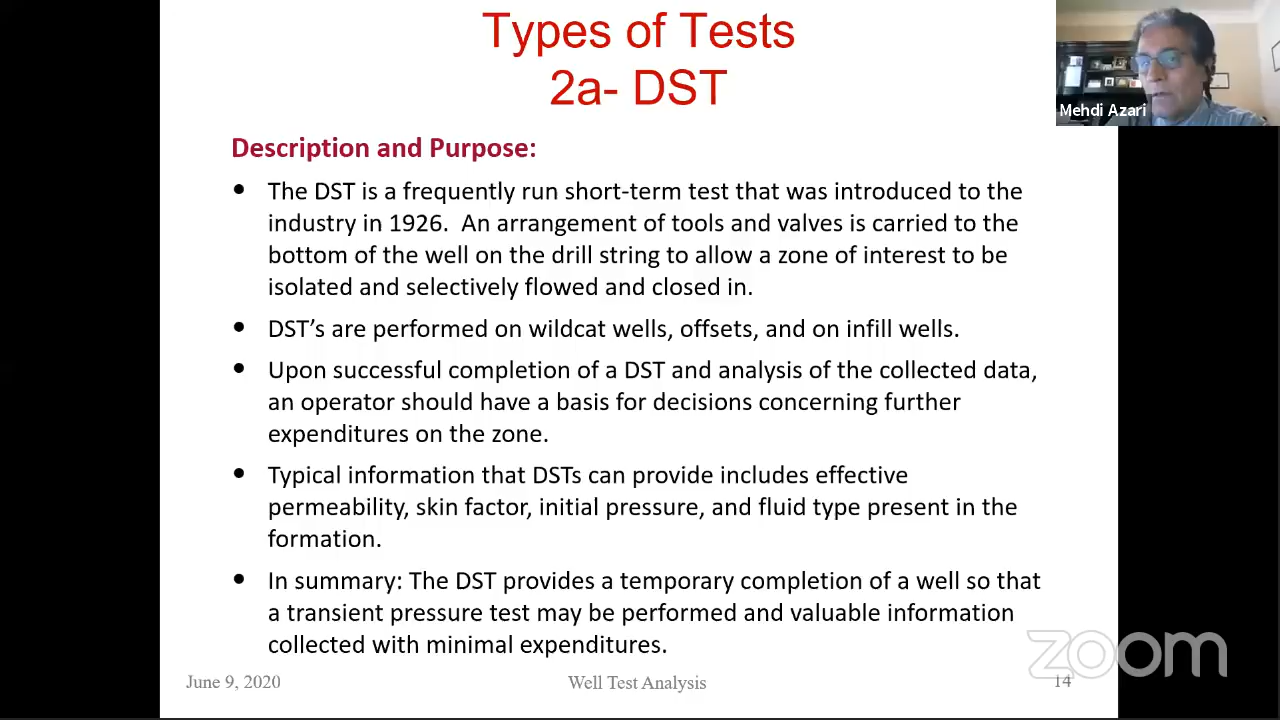 Types of Tests
2a- DST
Mehdi Azari
Description and Purpose:
• The DST is a frequently run short-term test that was introduced to the
industry in 1926.  An arrangement of tools and valves is carried to the
bottom of the well on the drill string to allow a zone of interest to be
isolated and selectively flowed and closed in.
• DST’s are performed on wildcat wells, offsets, and on infill wells.
• Upon successful completion of a DST and analysis of the collected data,
an operator should have a basis for decisions concerning further
expenditures on the zone.
• Typical information that DSTs can provide includes effective
permeability, skin factor, initial pressure, and fluid type present in the
formation.
• In summary: The DST provides a temporary completion of a well so that
a transient pressure test may be performed and valuable information
collected with minimal expenditures.
zoom
June 9, 2020
Well Test Analysis
14